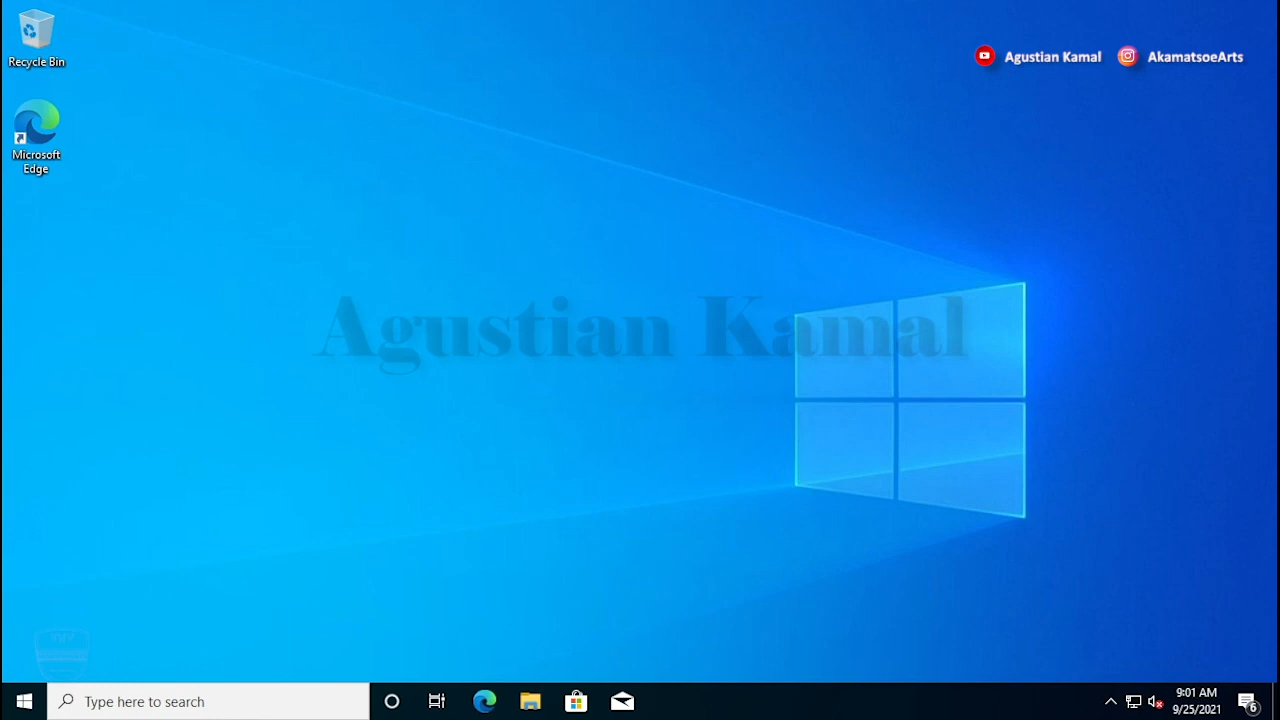 Recycle Bin
Agustian Kamal
AkamatsoeArts
Microsoft
Edge
Agustian Kamal
Type here to search
9:01 AM
9/25/2021
6